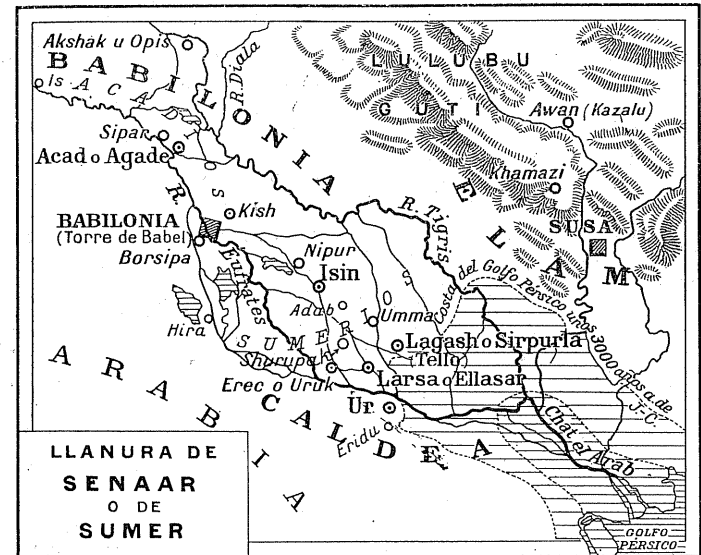 Akshak u Opis
BABILONIA
Is
ACADIOS
R. Diala
LULUBU
GUTI
Awan (Kazalu)
Sipar
Acad o Agade
Khamazi
ELAM
R. Tigris
SUSA
Kish
BABILONIA
(Torre de Babel)
Borsipa
R. Eufrates
Nipur
Isin
Costa del Golfo Pérsico unos 3000 años a. de J-C.
Adab
Umma
Hira
SUMERIOS
Lagash o Sirpurla
(Tello)
Shurupak
Erec o Uruk
Larsa o Ellasar
Úr
Eridu
CALDEA
ARABIA
Chat el Arab
LLANURA DE
SENAAR
O DE
SUMER
GOLFO
PÉRSICO